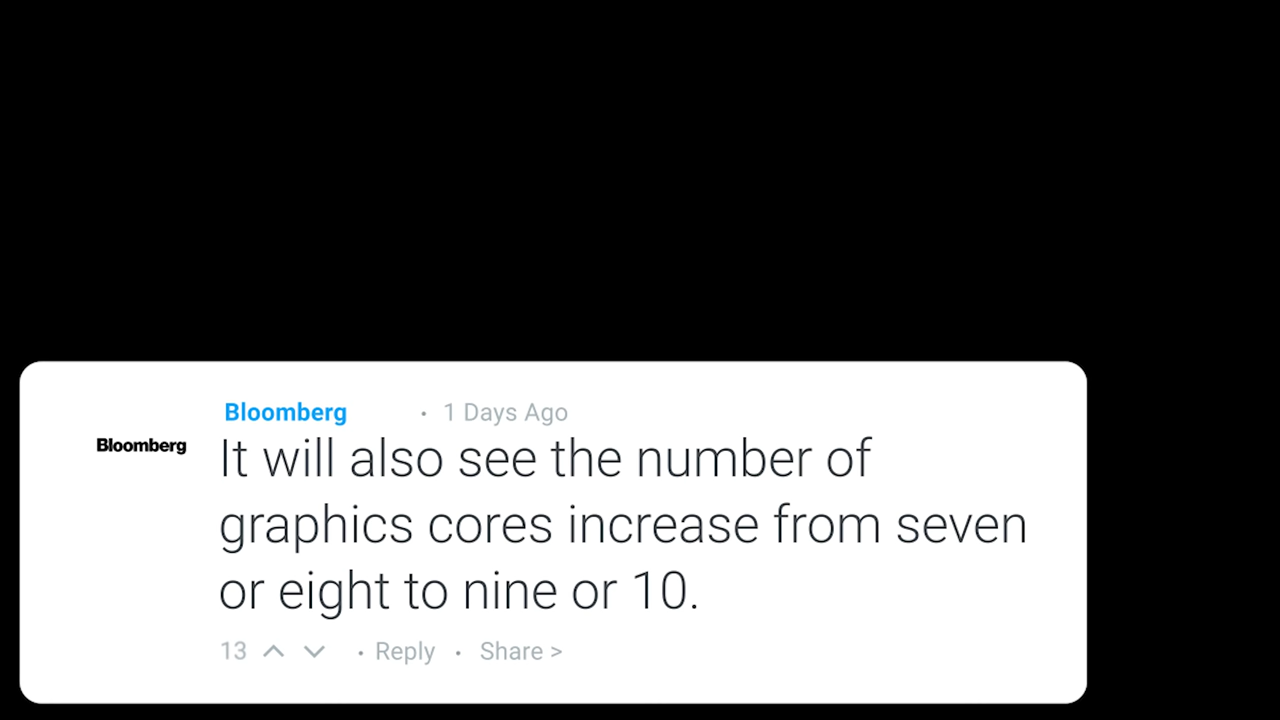 Bloomberg • 1 Days Ago
Bloomberg
It will also see the number of
graphics cores increase from seven
or eight to nine or 10.
13 • Reply • Share >